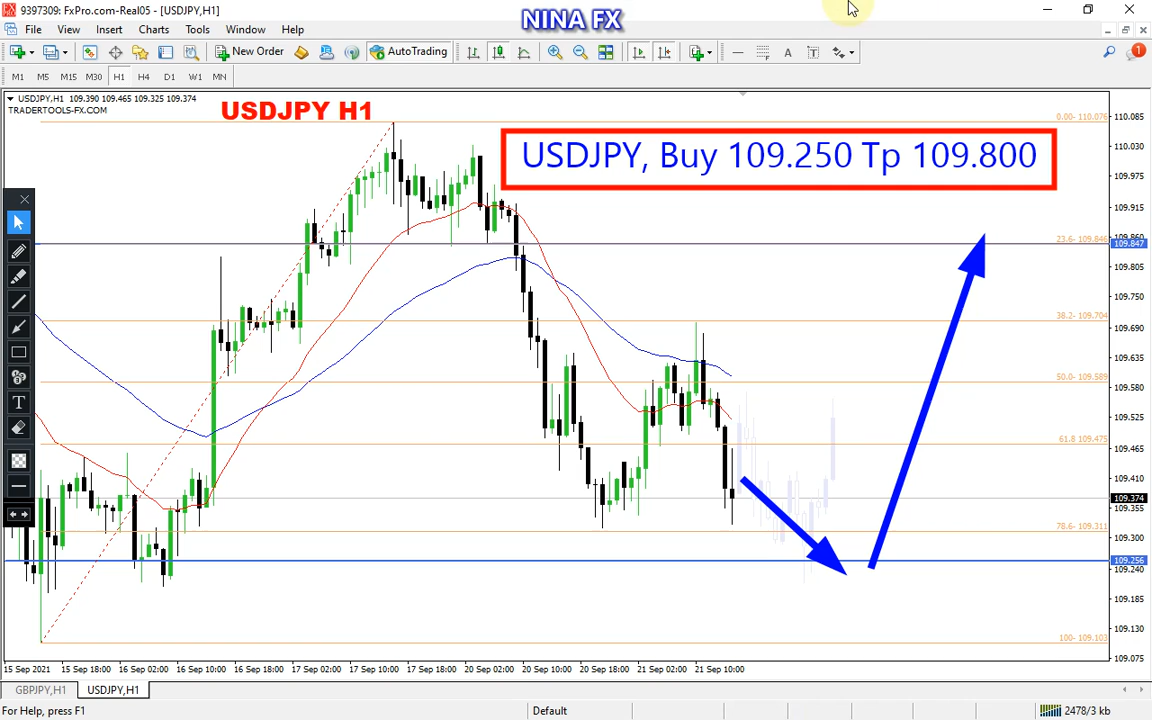 9397309: FxPro.com-Real05 - [USDJPY,H1]
NINA FX
File View Insert Charts Tools Window Help
New Order AutoTrading A T 1
M1 M5 M15 M30 H1 H4 D1 W1 MN
USDJPY,H1 109.390 109.465 109.325 109.374
TRADERTOOLS-FX.COM
USDJPY H1
USDJPY, Buy 109.250 Tp 109.800
0.00- 110.076
110.085
110.030
109.975
109.915
109.860
23.6- 109.846
109.847
109.805
109.750
38.2- 109.704
109.690
109.635
50.0- 109.589
109.580
109.525
61.8 109.475
109.465
109.410
109.374
109.355
78.6- 109.311
109.300
109.256
109.240
109.185
109.130
100- 109.103
109.075
T
15 Sep 2021 15 Sep 18:00 16 Sep 02:00 16 Sep 10:00 16 Sep 18:00 17 Sep 02:00 17 Sep 10:00 17 Sep 18:00 20 Sep 02:00 20 Sep 10:00 20 Sep 18:00 21 Sep 02:00 21 Sep 10:00
GBPJPY,H1 USDJPY,H1
For Help, press F1 Default 2478/3 kb